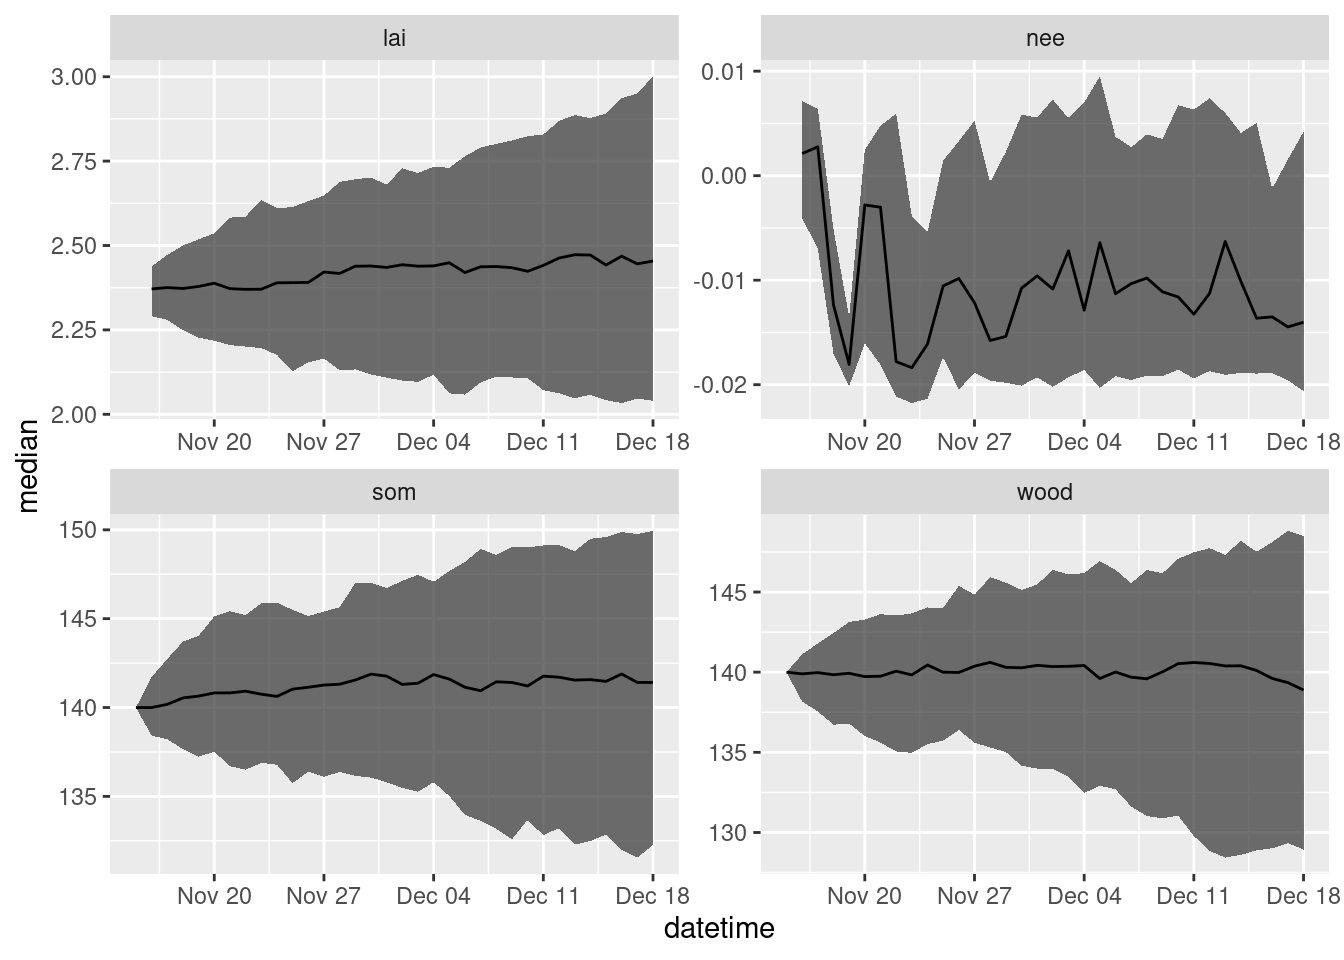 lai
nee
3.00
2.75
2.50
2.25
2.00
0.01
0.00
-0.01
-0.02
Nov 20 Nov 27 Dec 04 Dec 11 Dec 18
Nov 20 Nov 27 Dec 04 Dec 11 Dec 18
median
som
wood
150
145
140
135
145
140
135
130
Nov 20 Nov 27 Dec 04 Dec 11 Dec 18
Nov 20 Nov 27 Dec 04 Dec 11 Dec 18
datetime